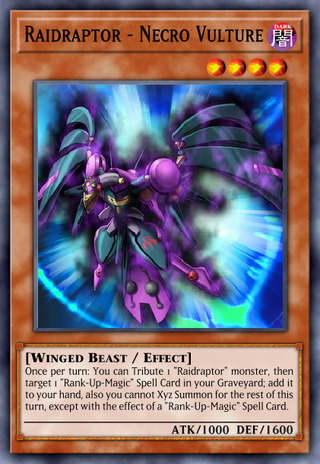 Raidraptor - Necro Vulture
DARK
闇
[Winged Beast / Effect]
Once per turn: You can Tribute 1 "Raidraptor" monster, then
target 1 "Rank-Up-Magic" Spell Card in your Graveyard; add it
to your hand, also you cannot Xyz Summon for the rest of
this turn, except with the effect of a "Rank-Up-Magic" Spell Card.
ATK/1000 DEF/1600